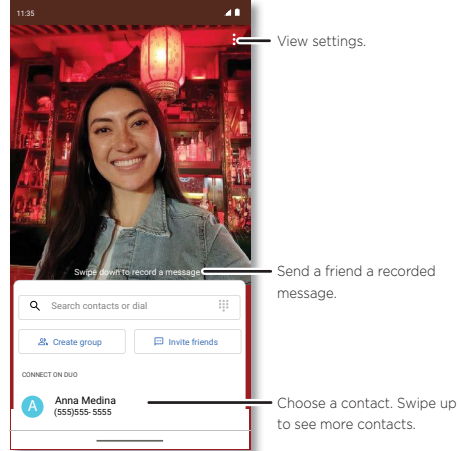 11:35
View settings.
Swipe down to record a message
Send a friend a recorded
message.
Search contacts or dial
Create group
Invite friends
CONNECT ON DUO
A
Anna Medina
(555)555-5555
Choose a contact. Swipe up
to see more contacts.